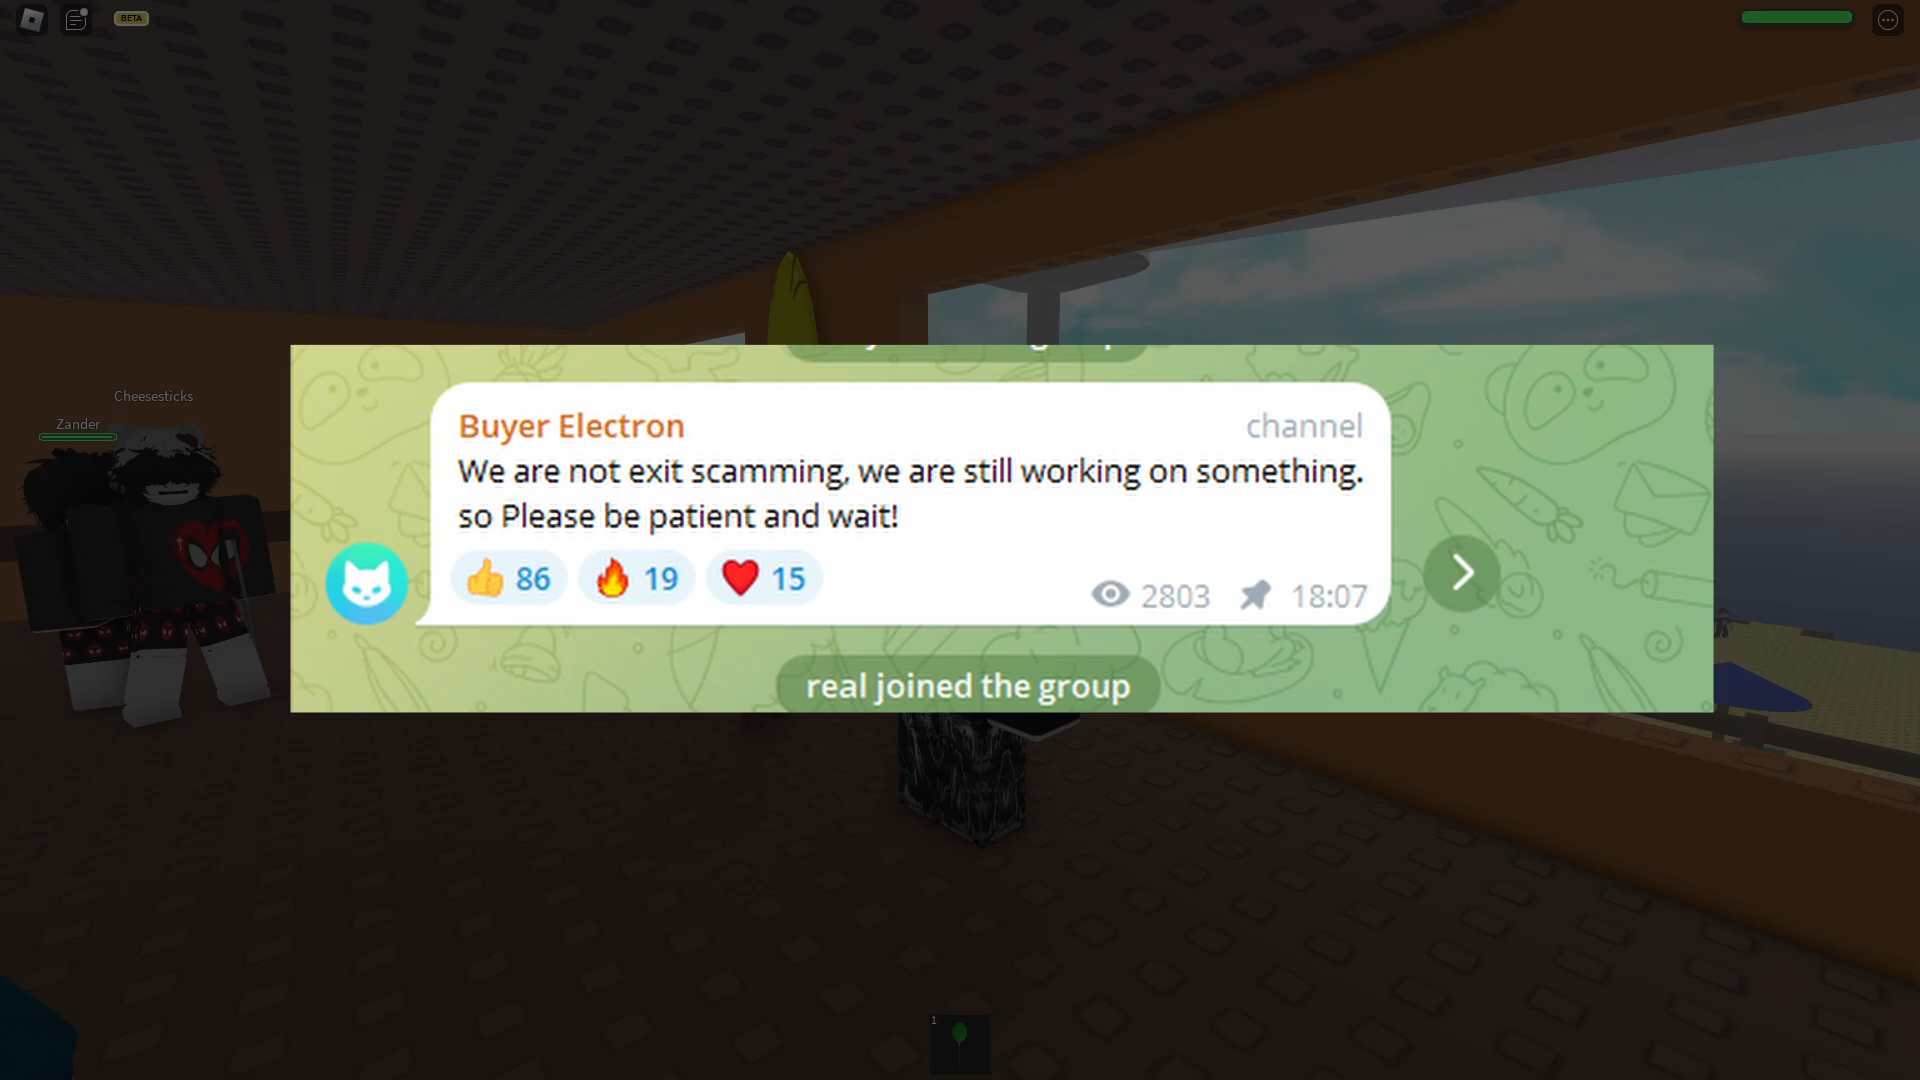 BETA
Cheesesticks
Zander
Buyer Electron
channel
We are not exit scamming, we are still working on something.
so Please be patient and wait!
👍 86 🔥 19 ❤️ 15
2803 18:07
real joined the group
1